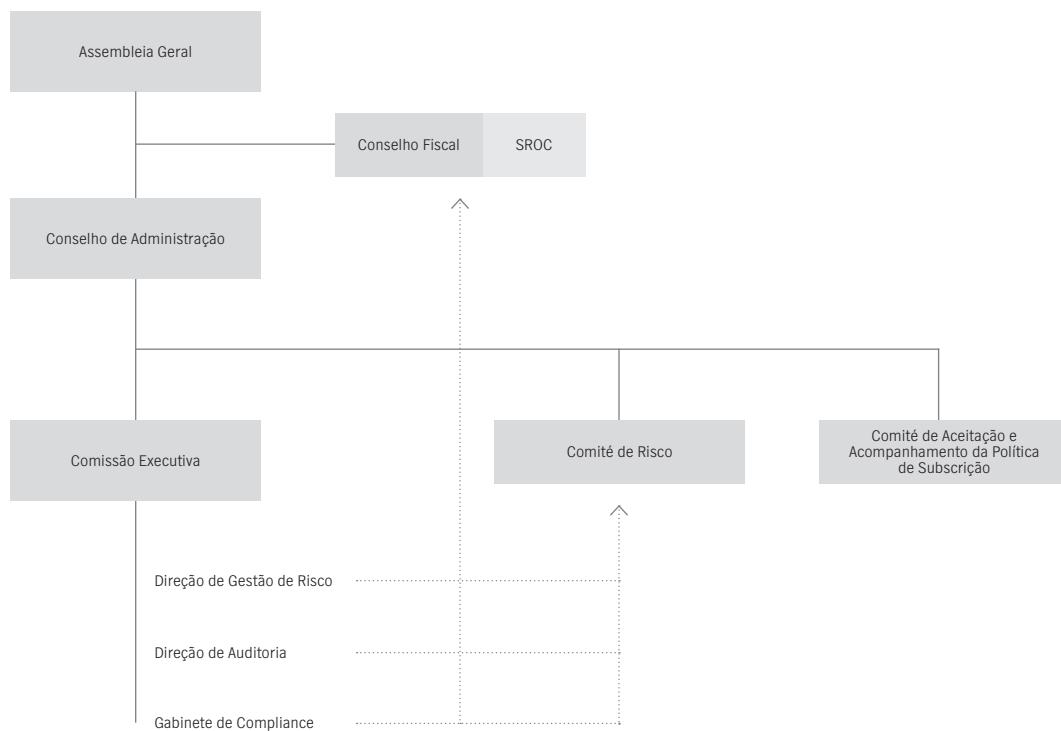 Assembleia Geral
Conselho Fiscal
SROC
Conselho de Administração
Comissão Executiva
Comité de Risco
Comité de Aceitação e
Acompanhamento da Política
de Subscrição
Direção de Gestão de Risco
Direção de Auditoria
Gabinete de Compliance